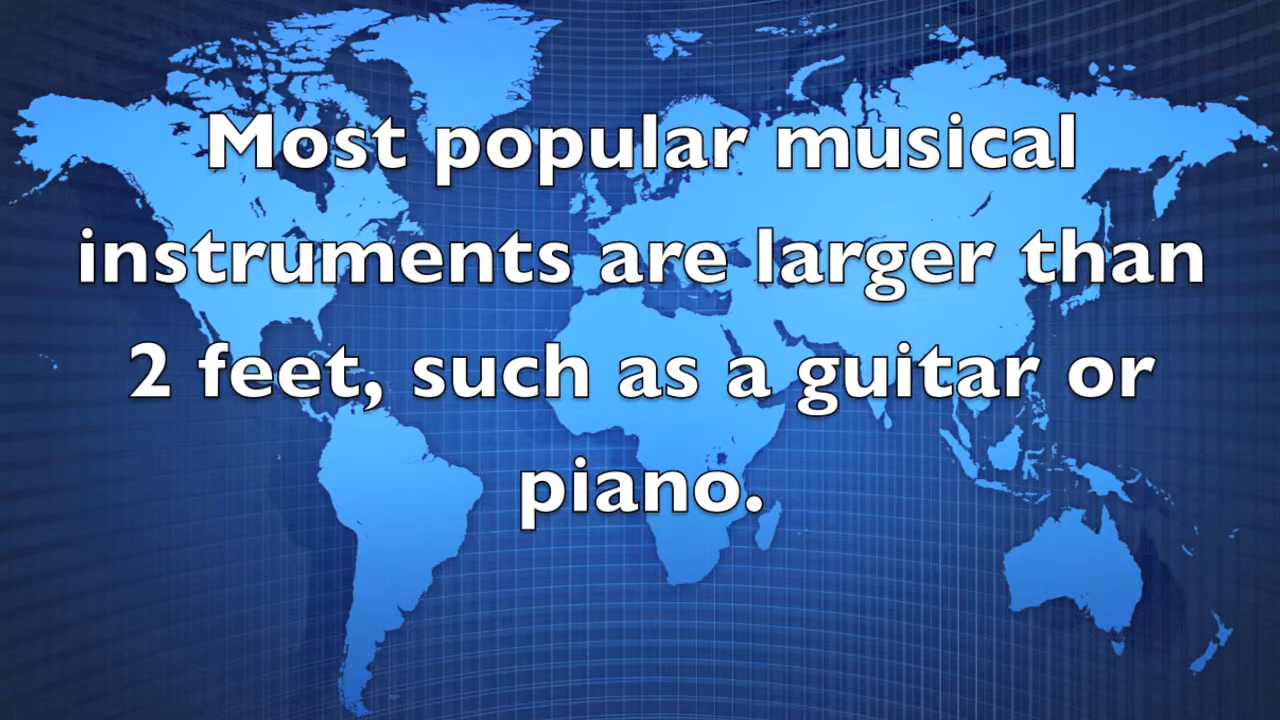 Most popular musical
instruments are larger than
2 feet, such as a guitar or
piano.